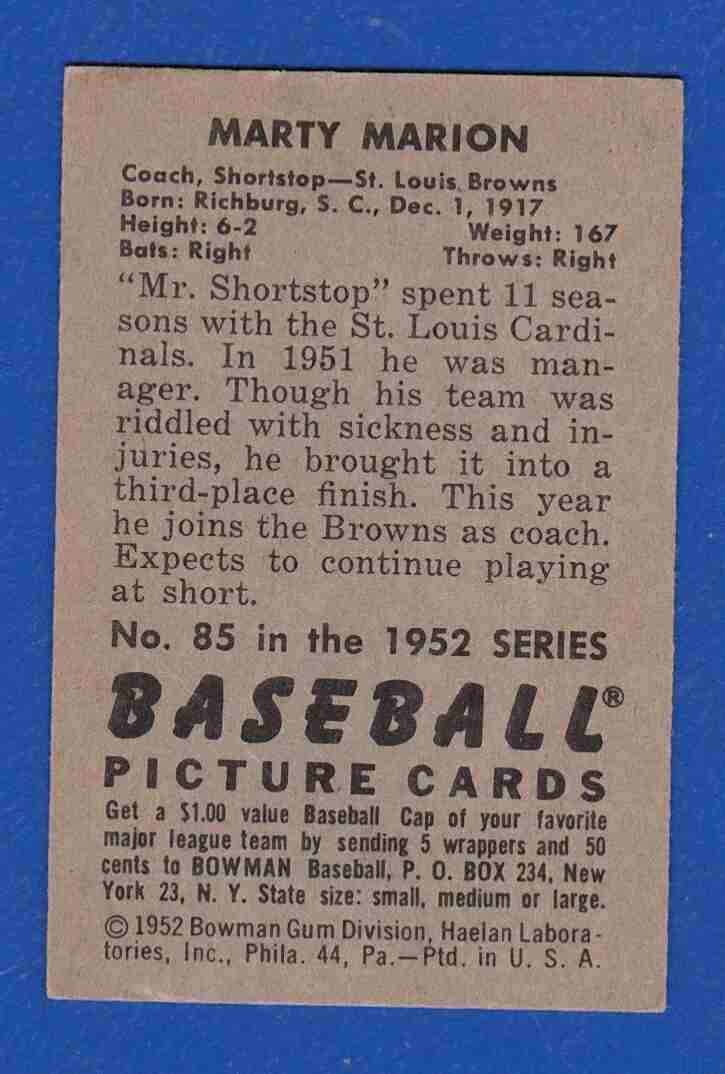 MARTY MARION
Coach, Shortstop—St. Louis Browns
Born: Richburg, S. C., Dec. 1, 1917
Height: 6-2 Weight: 167
Bats: Right Throws: Right
"Mr. Shortstop" spent 11 sea-
sons with the St. Louis Cardi-
nals. In 1951 he was man-
ager. Though his team was
riddled with sickness and in-
juries, he brought it into a
third-place finish. This year
he joins the Browns as coach.
Expects to continue playing
at short.
No. 85 in the 1952 SERIES
BASEBALL®
PICTURE CARDS
Get a $1.00 value Baseball Cap of your favorite
major league team by sending 5 wrappers and 50
cents to BOWMAN Baseball, P. O. BOX 234, New
York 23, N. Y. State size: small, medium or large.
© 1952 Bowman Gum Division, Haelan Labora-
tories, Inc., Phila. 44, Pa.—Ptd. in U. S. A.